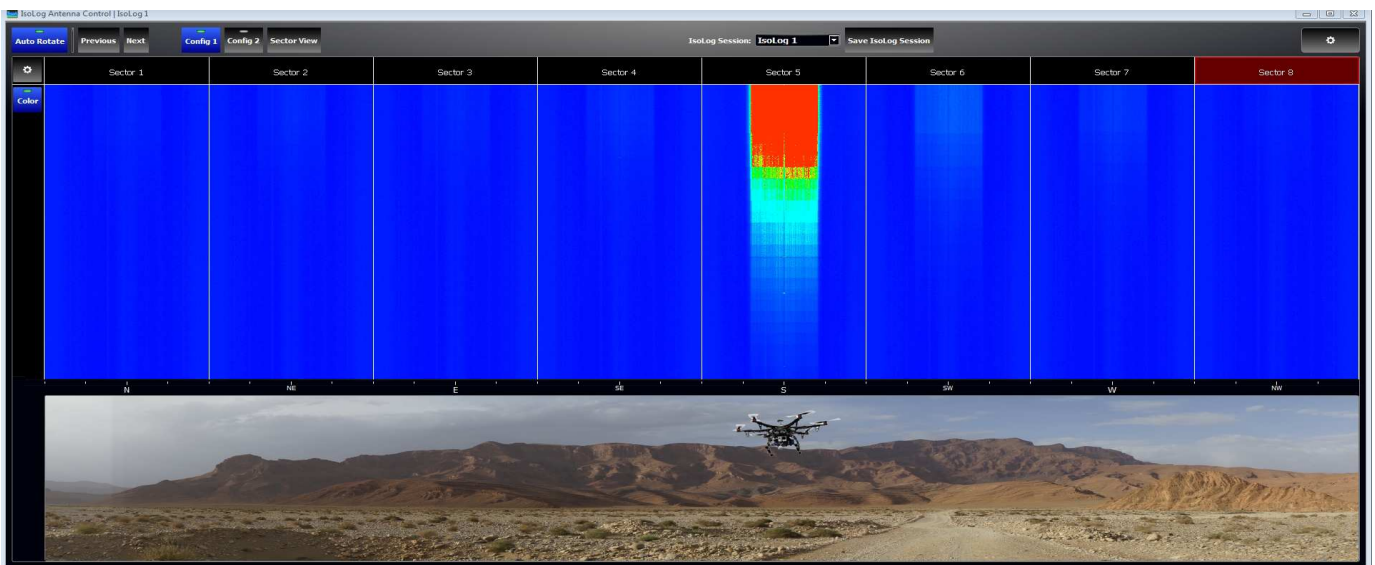 IsoLog Antenna Control | IsoLog 1
Auto Rotate Previous Next Config 1 Config 2 Sector View IsoLog Session: IsoLog 1 Save IsoLog Session
Sector 1 Sector 2 Sector 3 Sector 4 Sector 5 Sector 6 Sector 7 Sector 8
Color
N NE E SE S SW W NW